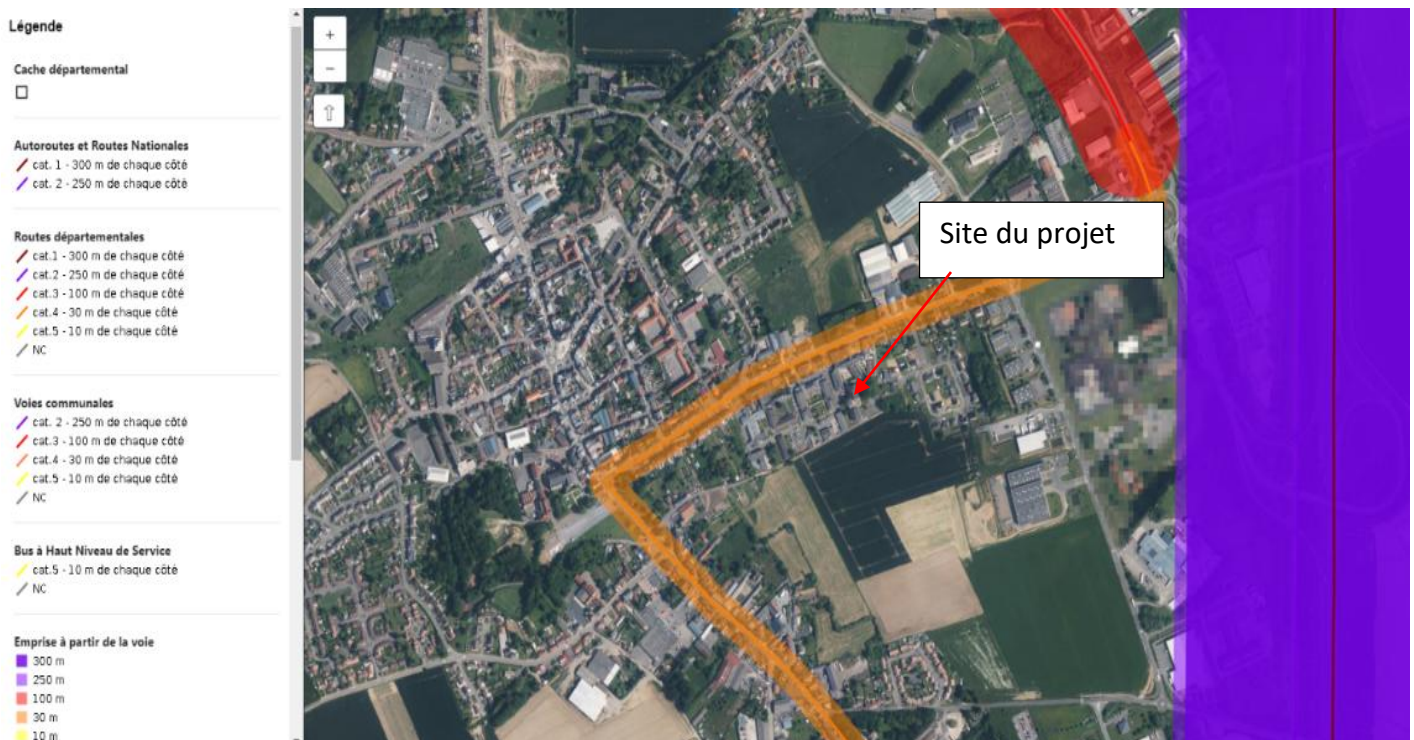 Légende
Cache départemental
Autoroutes et Routes Nationales
cat. 1 - 300 m de chaque côté
cat. 2 - 250 m de chaque côté
Routes départementales
cat.1 - 300 m de chaque côté
cat.2 - 250 m de chaque côté
cat.3 - 100 m de chaque côté
cat.4 - 30 m de chaque côté
cat.5 - 10 m de chaque côté
NC
Voies communales
cat. 2 - 250 m de chaque côté
cat.3 - 100 m de chaque côté
cat.4 - 30 m de chaque côté
cat.5 - 10 m de chaque côté
NC
Bus à Haut Niveau de Service
cat.5 - 10 m de chaque côté
NC
Emprise à partir de la voie
300 m
250 m
100 m
30 m
10 m
+
−
⇧
Site du projet